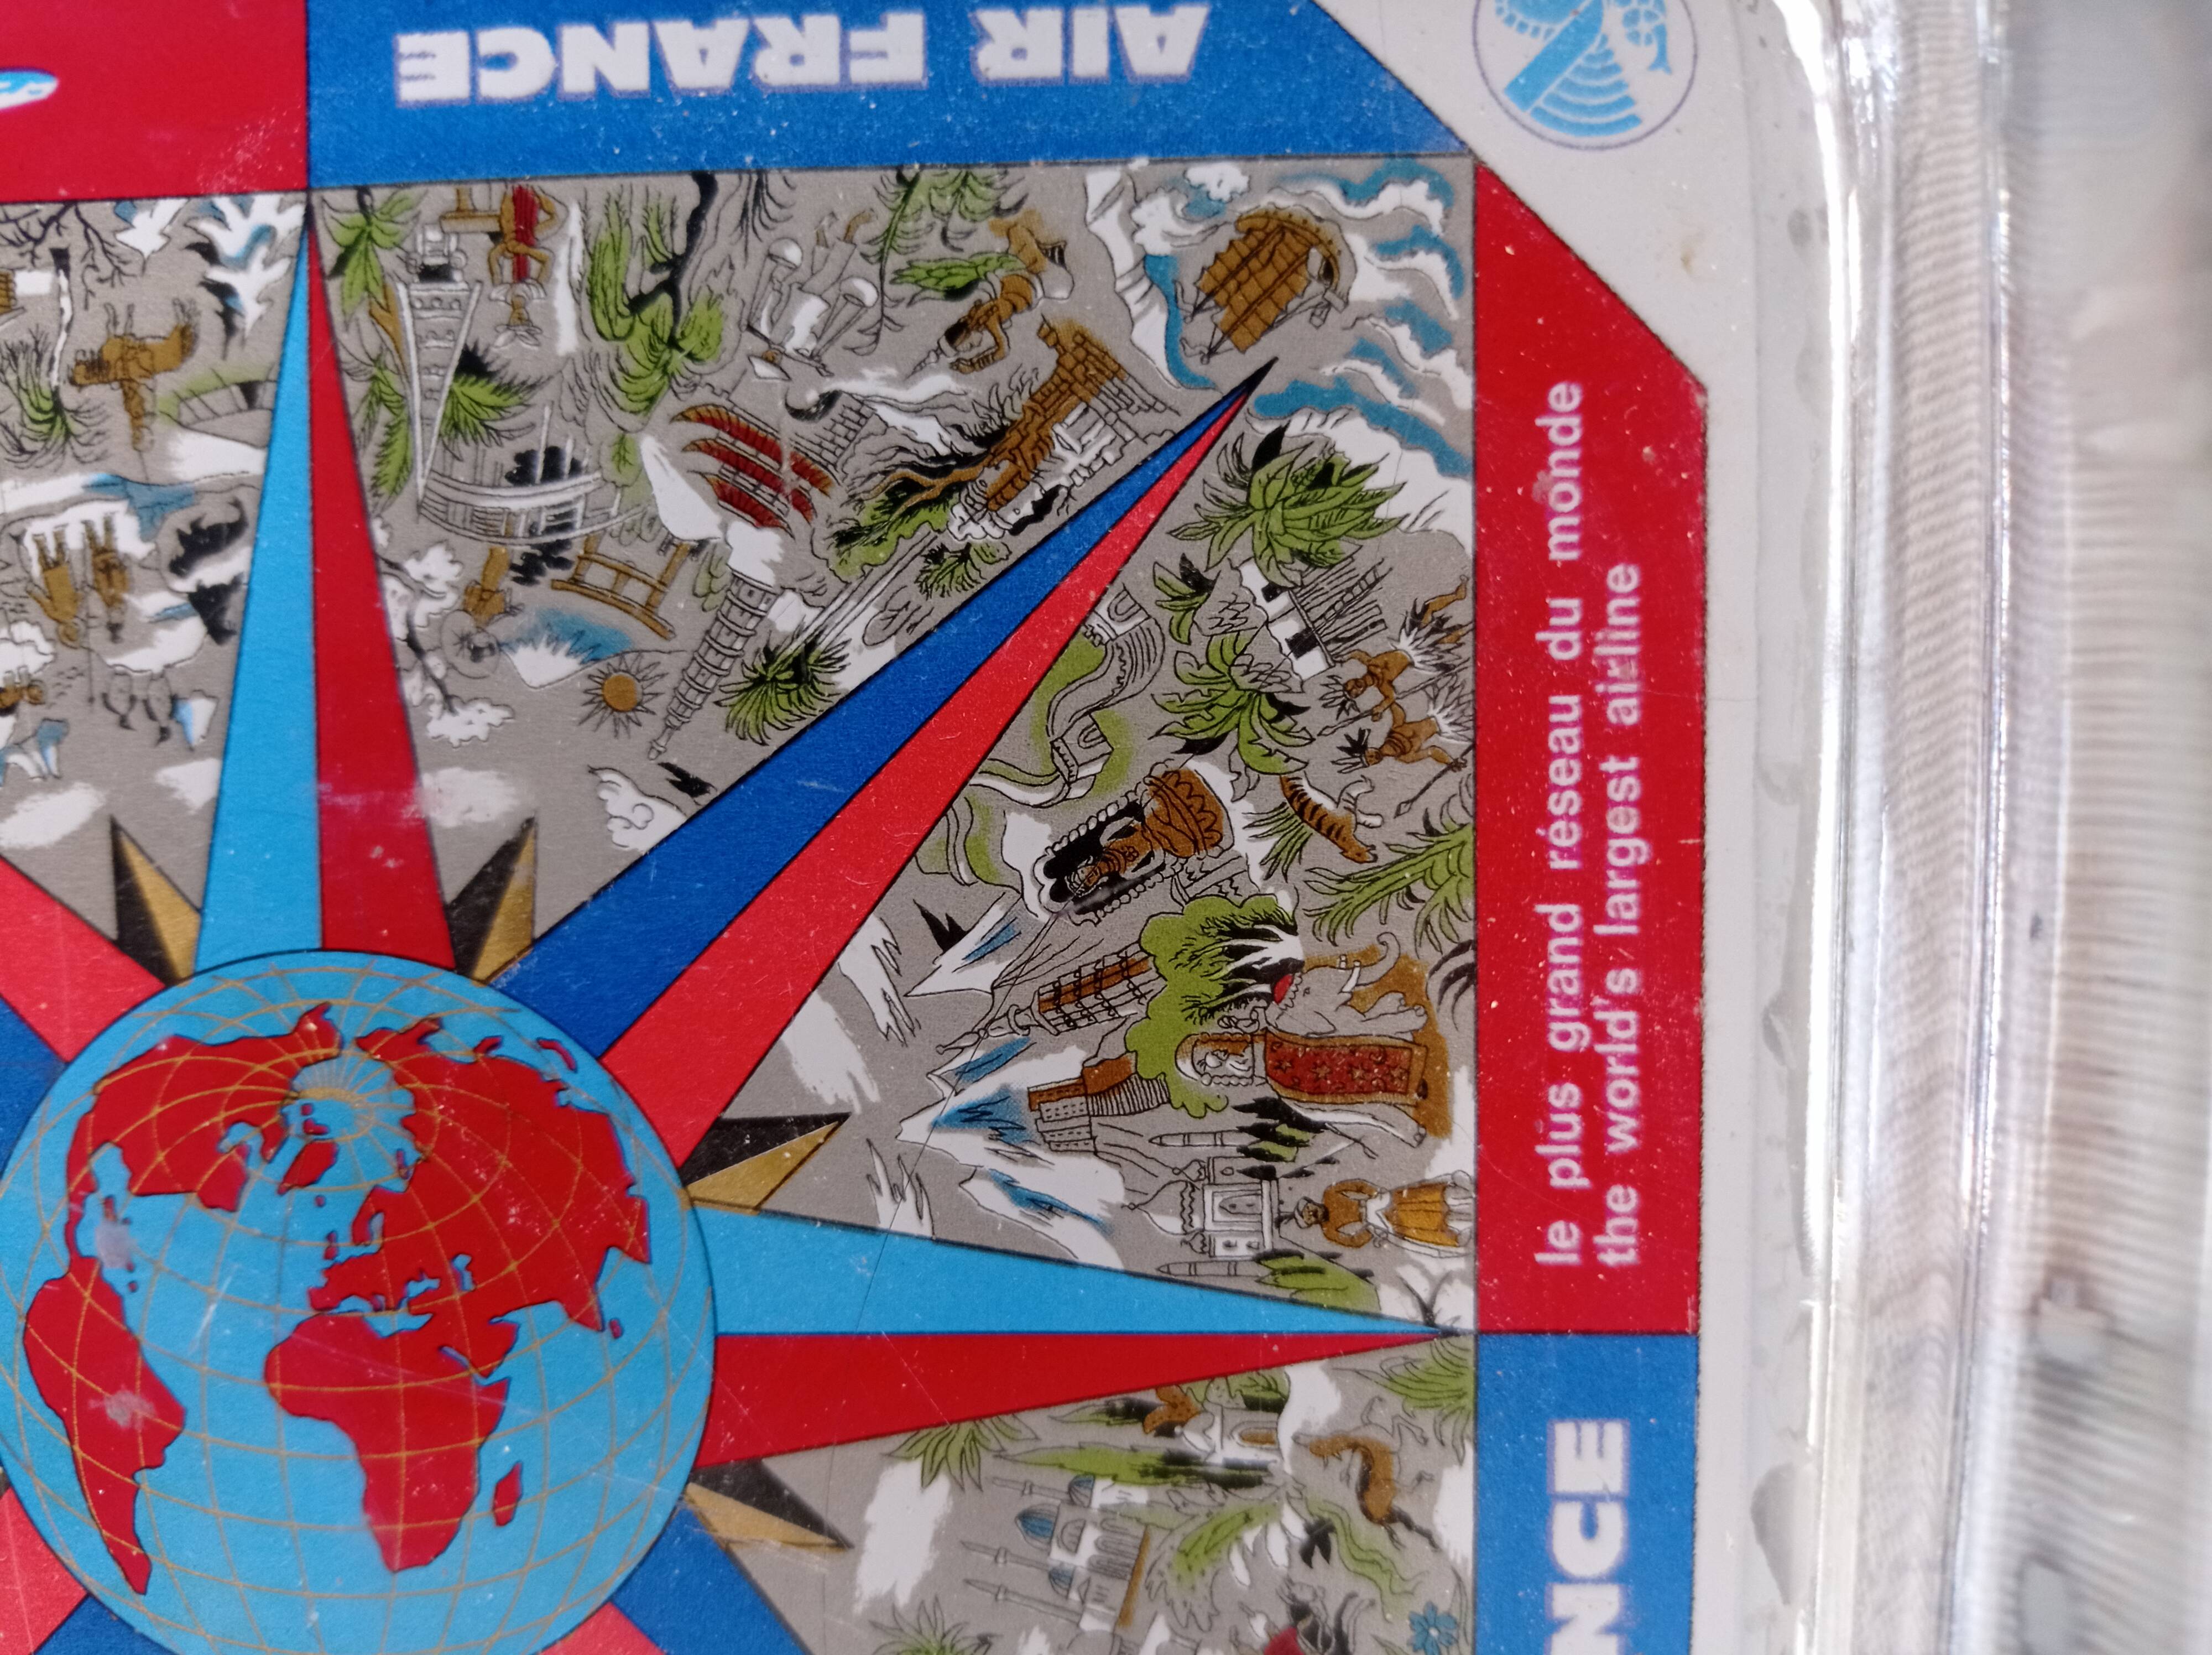 AIR FRANCE
le plus grand réseau du monde
the world's largest airline
NCE